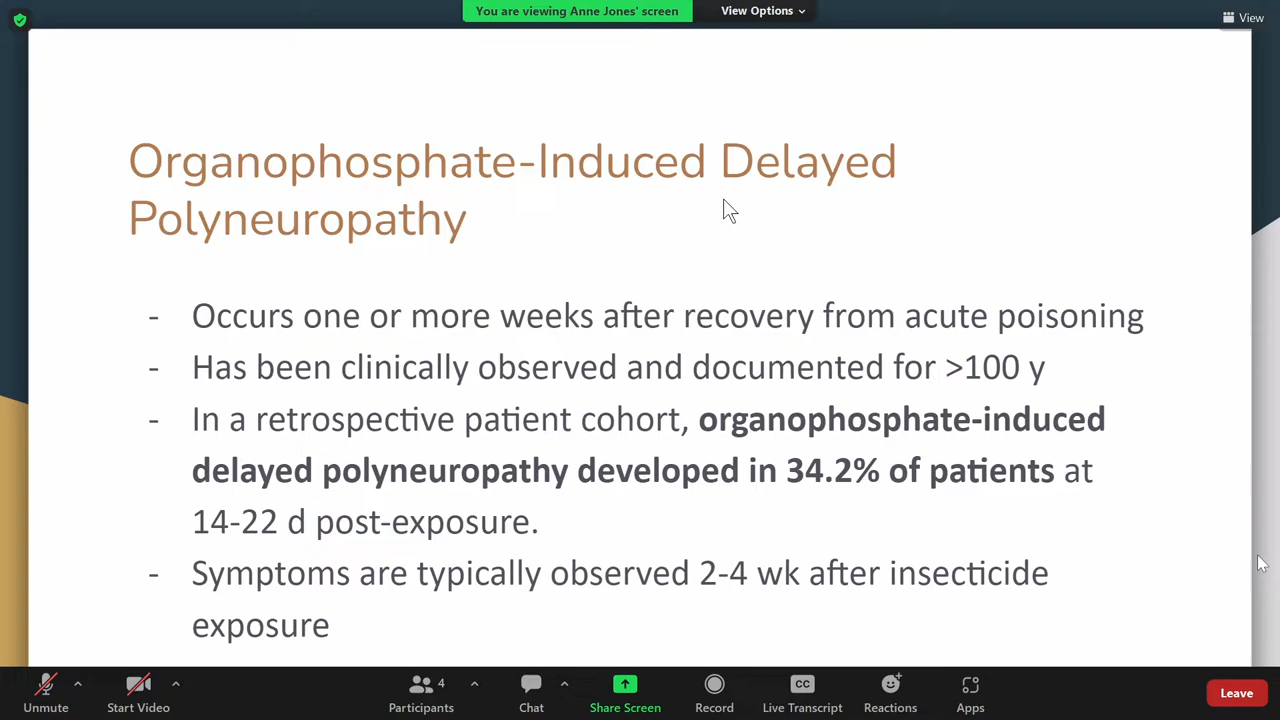 You are viewing Anne Jones' screen
View Options
View
Organophosphate-Induced Delayed
Polyneuropathy
- Occurs one or more weeks after recovery from acute poisoning
- Has been clinically observed and documented for >100 y
- In a retrospective patient cohort, organophosphate-induced
delayed polyneuropathy developed in 34.2% of patients at
14-22 d post-exposure.
- Symptoms are typically observed 2-4 wk after insecticide
exposure
Unmute
Start Video
4
Participants
Chat
Share Screen
Record
CC
Live Transcript
Reactions
Apps
Leave